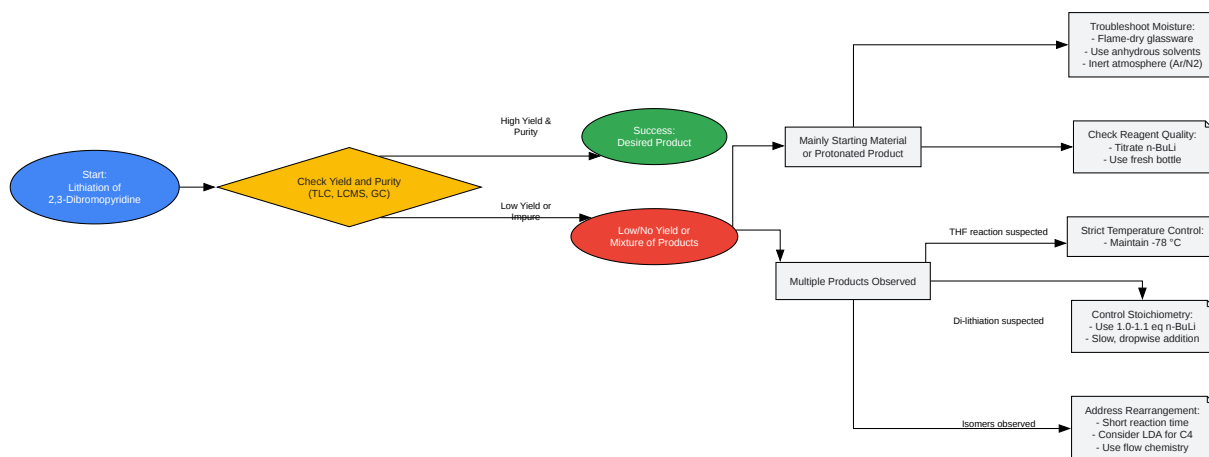 Start:
Lithiation of
2,3-Dibromopyridine
Check Yield and Purity
(TLC, LCMS, GC)
High Yield &
Purity
Low Yield or
Impure
Success:
Desired Product
Low/No Yield or
Mixture of Products
Mainly Starting Material
or Protonated Product
Multiple Products Observed
Troubleshoot Moisture:
- Flame-dry glassware
- Use anhydrous solvents
- Inert atmosphere (Ar/N2)
Check Reagent Quality:
- Titrate n-BuLi
- Use fresh bottle
THF reaction suspected
Strict Temperature Control:
- Maintain -78 °C
Di-lithiation suspected
Control Stoichiometry:
- Use 1.0-1.1 eq n-BuLi
- Slow, dropwise addition
Isomers observed
Address Rearrangement:
- Short reaction time
- Consider LDA for C4
- Use flow chemistry